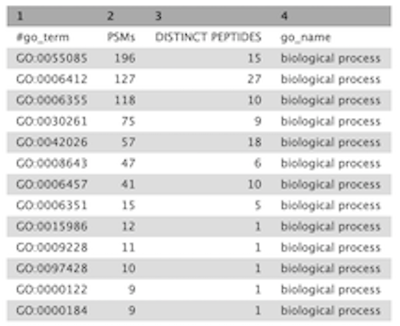 1 2 3 4
#go_term PSMs DISTINCT PEPTIDES go_name
GO:0055085 196 15 biological process
GO:0006412 127 27 biological process
GO:0006355 118 10 biological process
GO:0030261 75 9 biological process
GO:0042026 57 18 biological process
GO:0008643 47 6 biological process
GO:0006457 41 10 biological process
GO:0006351 15 5 biological process
GO:0015986 12 1 biological process
GO:0009228 11 1 biological process
GO:0097428 10 1 biological process
GO:0000122 9 1 biological process
GO:0000184 9 1 biological process